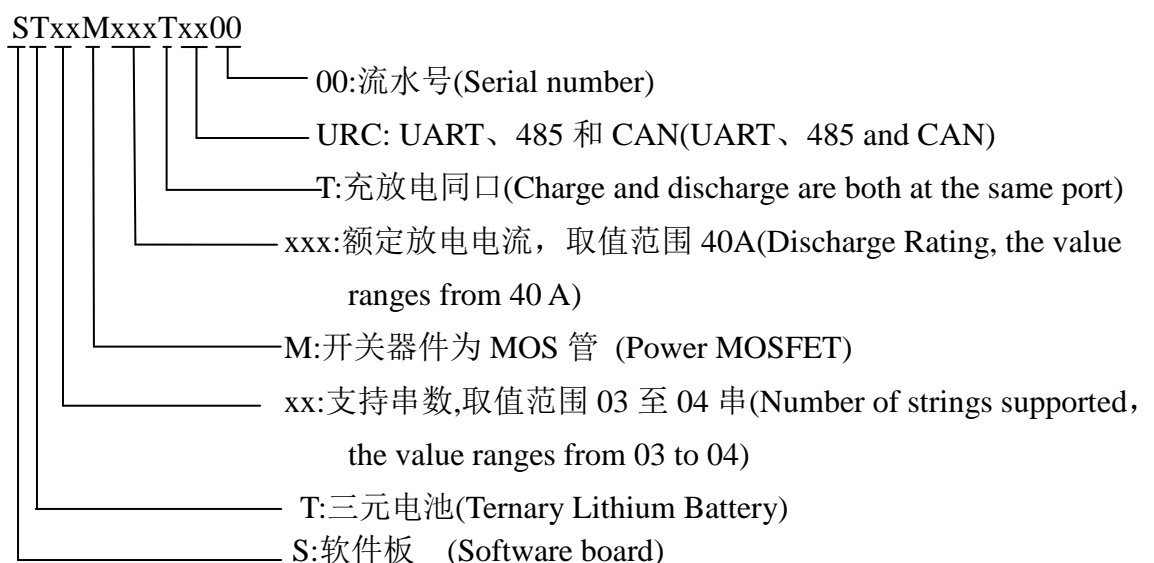 STxxMxxxTxx00
00:流水号(Serial number)
URC: UART、485 和 CAN(UART、485 and CAN)
T:充放电同口(Charge and discharge are both at the same port)
xxx:额定放电电流，取值范围 40A(Discharge Rating, the value
ranges from 40 A)
M:开关器件为 MOS 管 (Power MOSFET)
xx:支持串数,取值范围 03 至 04 串(Number of strings supported，
the value ranges from 03 to 04)
T:三元电池(Ternary Lithium Battery)
S:软件板 (Software board)